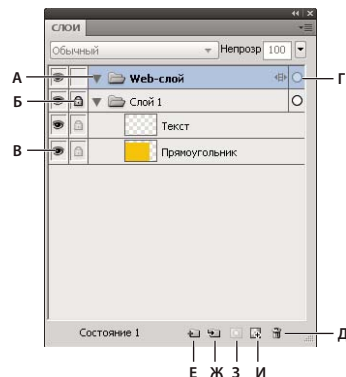 СЛОИ
Обычный Непрозр 100
А Web-слой Г
Б Слой 1
Текст
В Прямоугольник
Состояние 1 Д
Е Ж З И